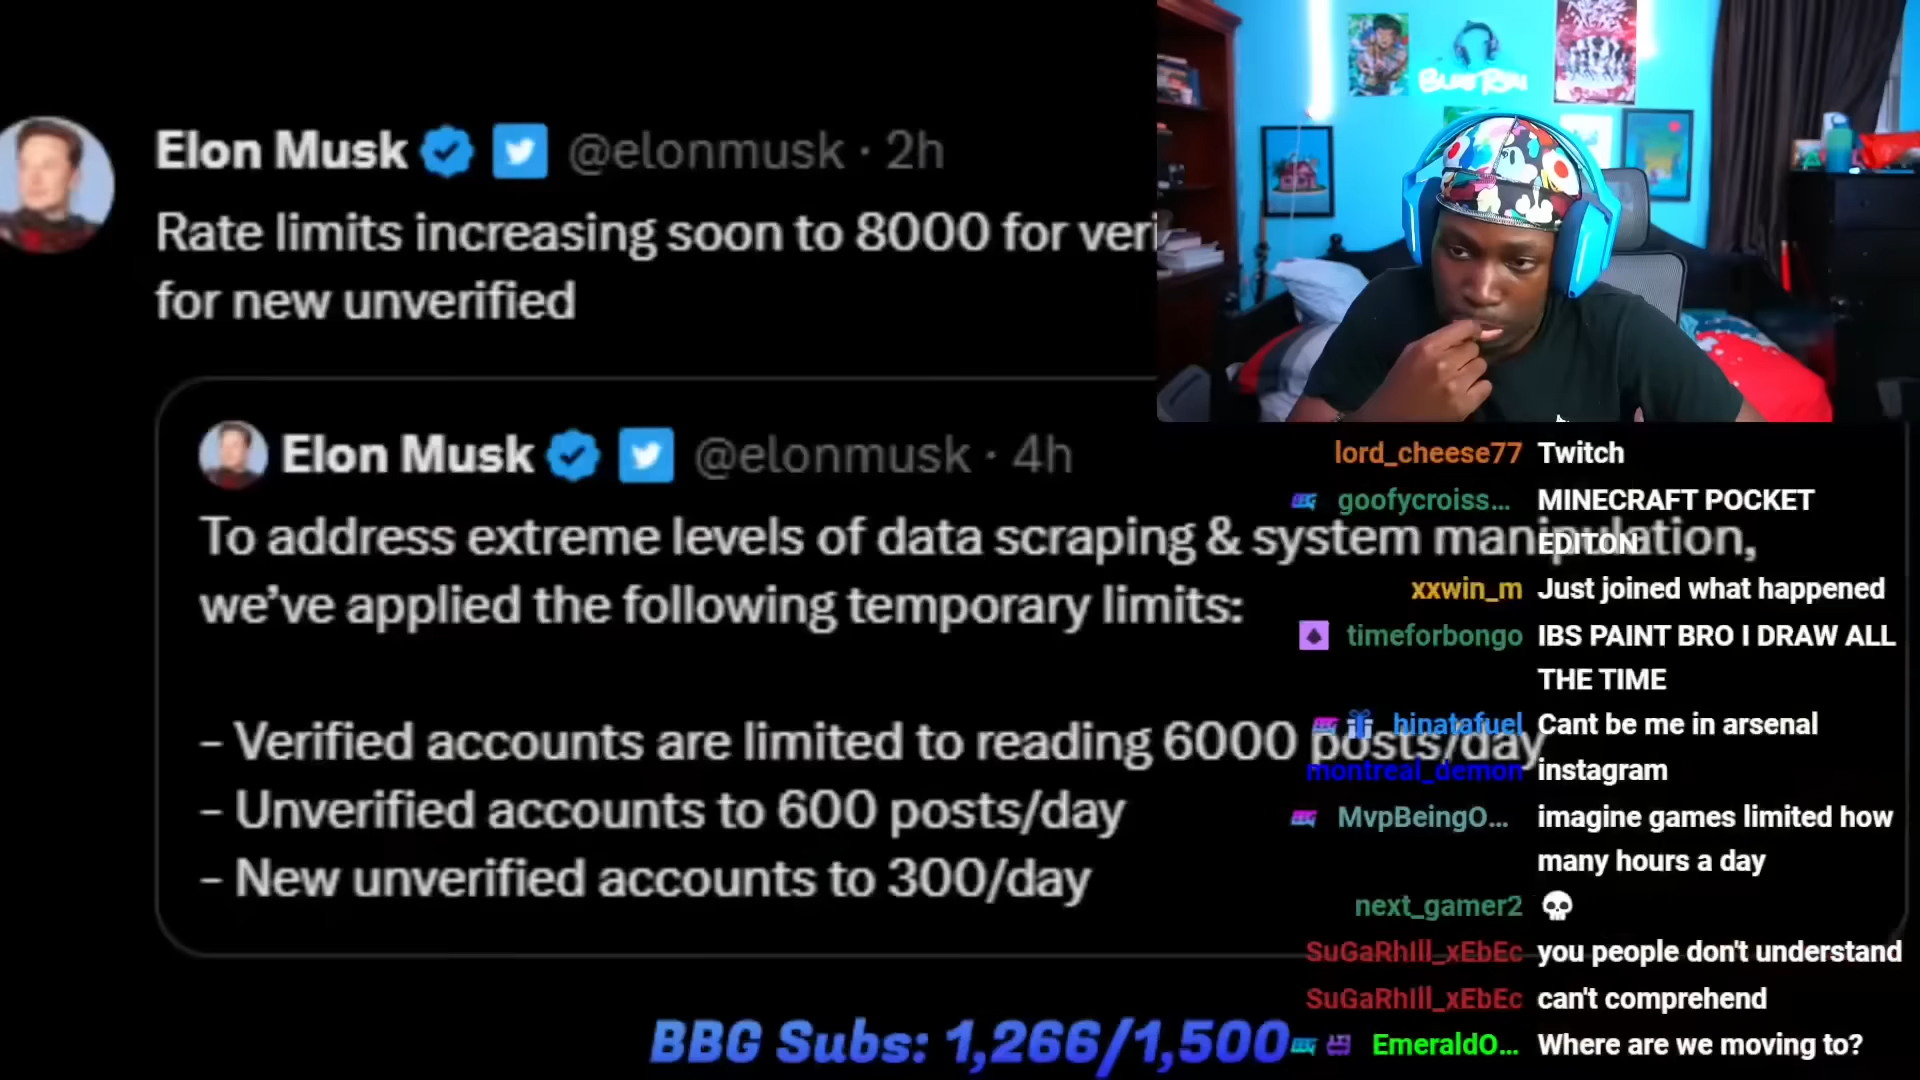 Elon Musk @elonmusk · 2h
Rate limits increasing soon to 8000 for veri
for new unverified
Elon Musk @elonmusk · 4h
To address extreme levels of data scraping & system manipulation,
we’ve applied the following temporary limits:
- Verified accounts are limited to reading 6000 posts/day
- Unverified accounts to 600 posts/day
- New unverified accounts to 300/day
BBG Subs: 1,266/1,500
lord_cheese77 Twitch
goofycroiss... MINECRAFT POCKET
EDITON
xxwin_m Just joined what happened
timeforbongo IBS PAINT BRO I DRAW ALL
THE TIME
hinatafuel Cant be me in arsenal
montreal_demon instagram
MvpBeingO... imagine games limited how
many hours a day
next_gamer2 💀
SuGaRhIll_xEbEc you people don't understand
SuGaRhIll_xEbEc can't comprehend
EmeraldO... Where are we moving to?